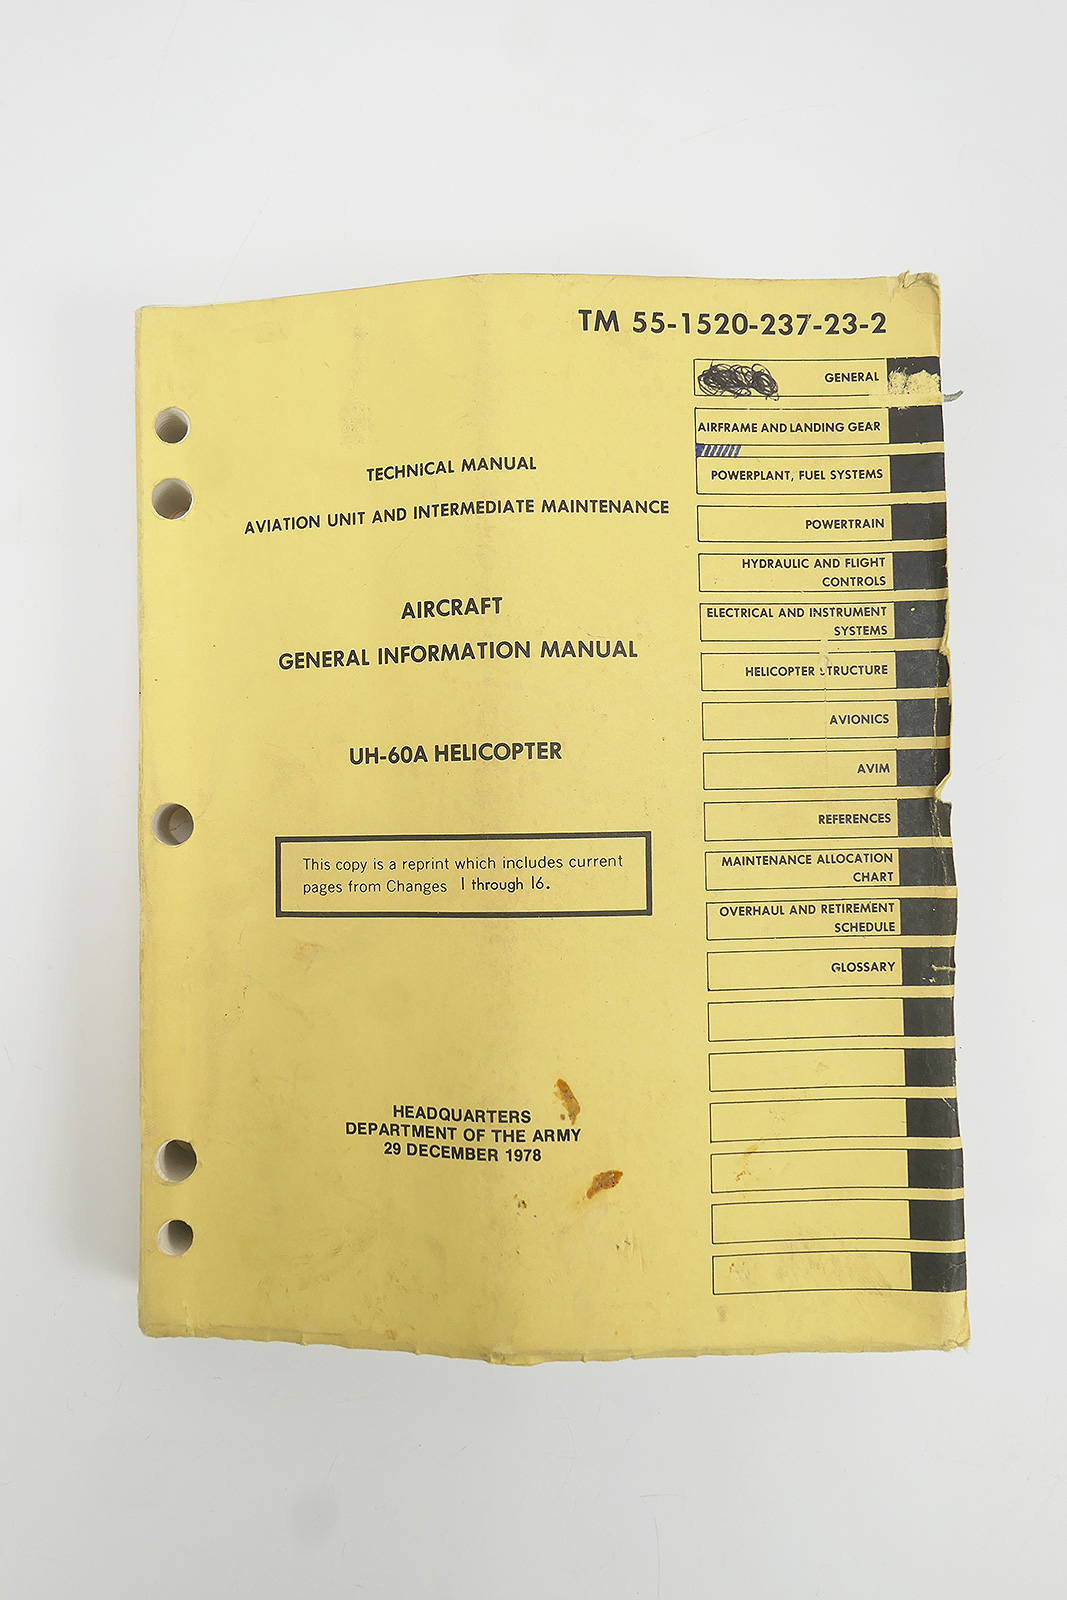 TM 55-1520-237-23-2
TECHNICAL MANUAL
AVIATION UNIT AND INTERMEDIATE MAINTENANCE
AIRCRAFT
GENERAL INFORMATION MANUAL
UH-60A HELICOPTER
This copy is a reprint which includes current
pages from Changes 1 through 16.
HEADQUARTERS
DEPARTMENT OF THE ARMY
29 DECEMBER 1978
GENERAL
AIRFRAME AND LANDING GEAR
POWERPLANT, FUEL SYSTEMS
POWERTRAIN
HYDRAULIC AND FLIGHT
CONTROLS
ELECTRICAL AND INSTRUMENT
SYSTEMS
HELICOPTER STRUCTURE
AVIONICS
AVIM
REFERENCES
MAINTENANCE ALLOCATION
CHART
OVERHAUL AND RETIREMENT
SCHEDULE
GLOSSARY